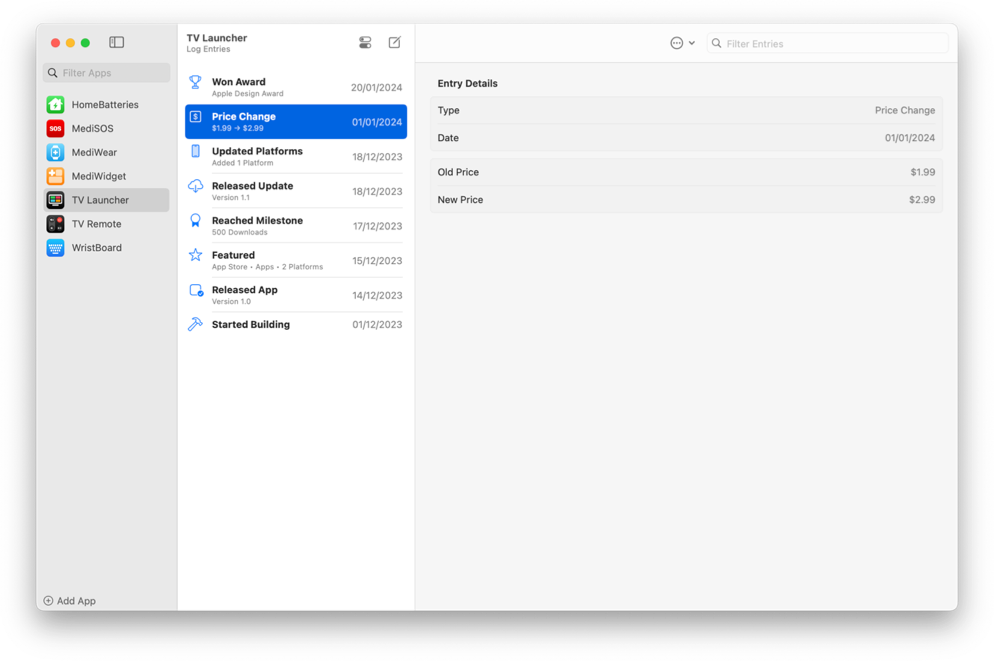 Filter Apps
HomeBatteries
SOS
MediSOS
MediWear
MediWidget
TV Launcher
TV Remote
WristBoard
Add App
TV Launcher
Log Entries
Won Award
Apple Design Award
20/01/2024
$
Price Change
$1.99 → $2.99
01/01/2024
Updated Platforms
Added 1 Platform
18/12/2023
Released Update
Version 1.1
18/12/2023
Reached Milestone
500 Downloads
17/12/2023
Featured
App Store • Apps • 2 Platforms
15/12/2023
Released App
Version 1.0
14/12/2023
Started Building
01/12/2023
Filter Entries
Entry Details
Type Price Change
Date 01/01/2024
Old Price $1.99
New Price $2.99